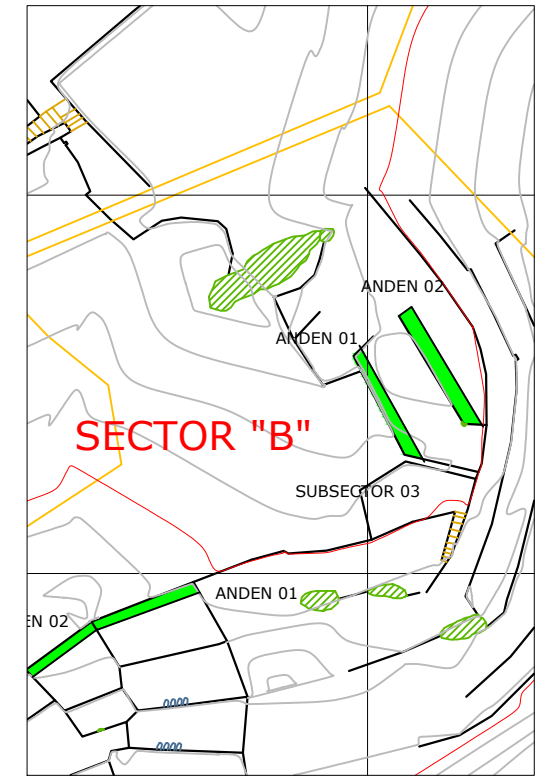 ANDEN 02
ANDEN 01
SECTOR "B"
SUBSECTOR 03
ANDEN 01
EN 02